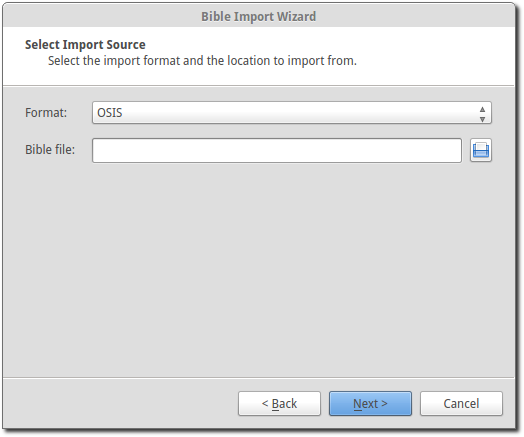 Bible Import Wizard
Select Import Source
Select the import format and the location to import from.
Format: OSIS
Bible file:
< Back Next > Cancel